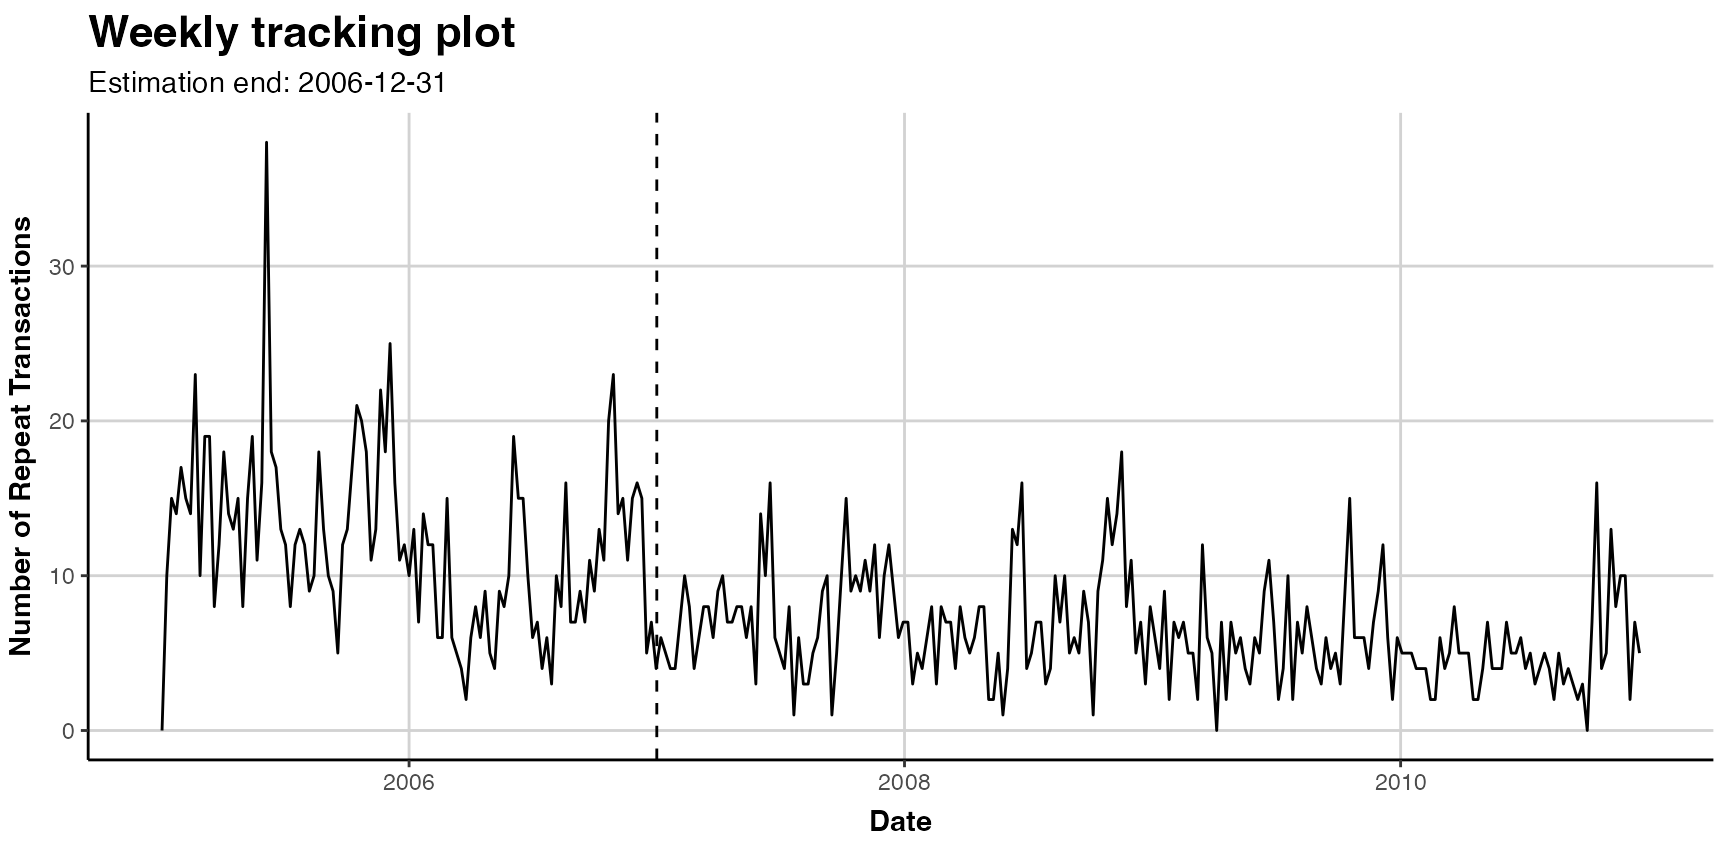 Weekly tracking plot
Estimation end: 2006-12-31
Number of Repeat Transactions
30
20
10
0
2006
2008
2010
Date